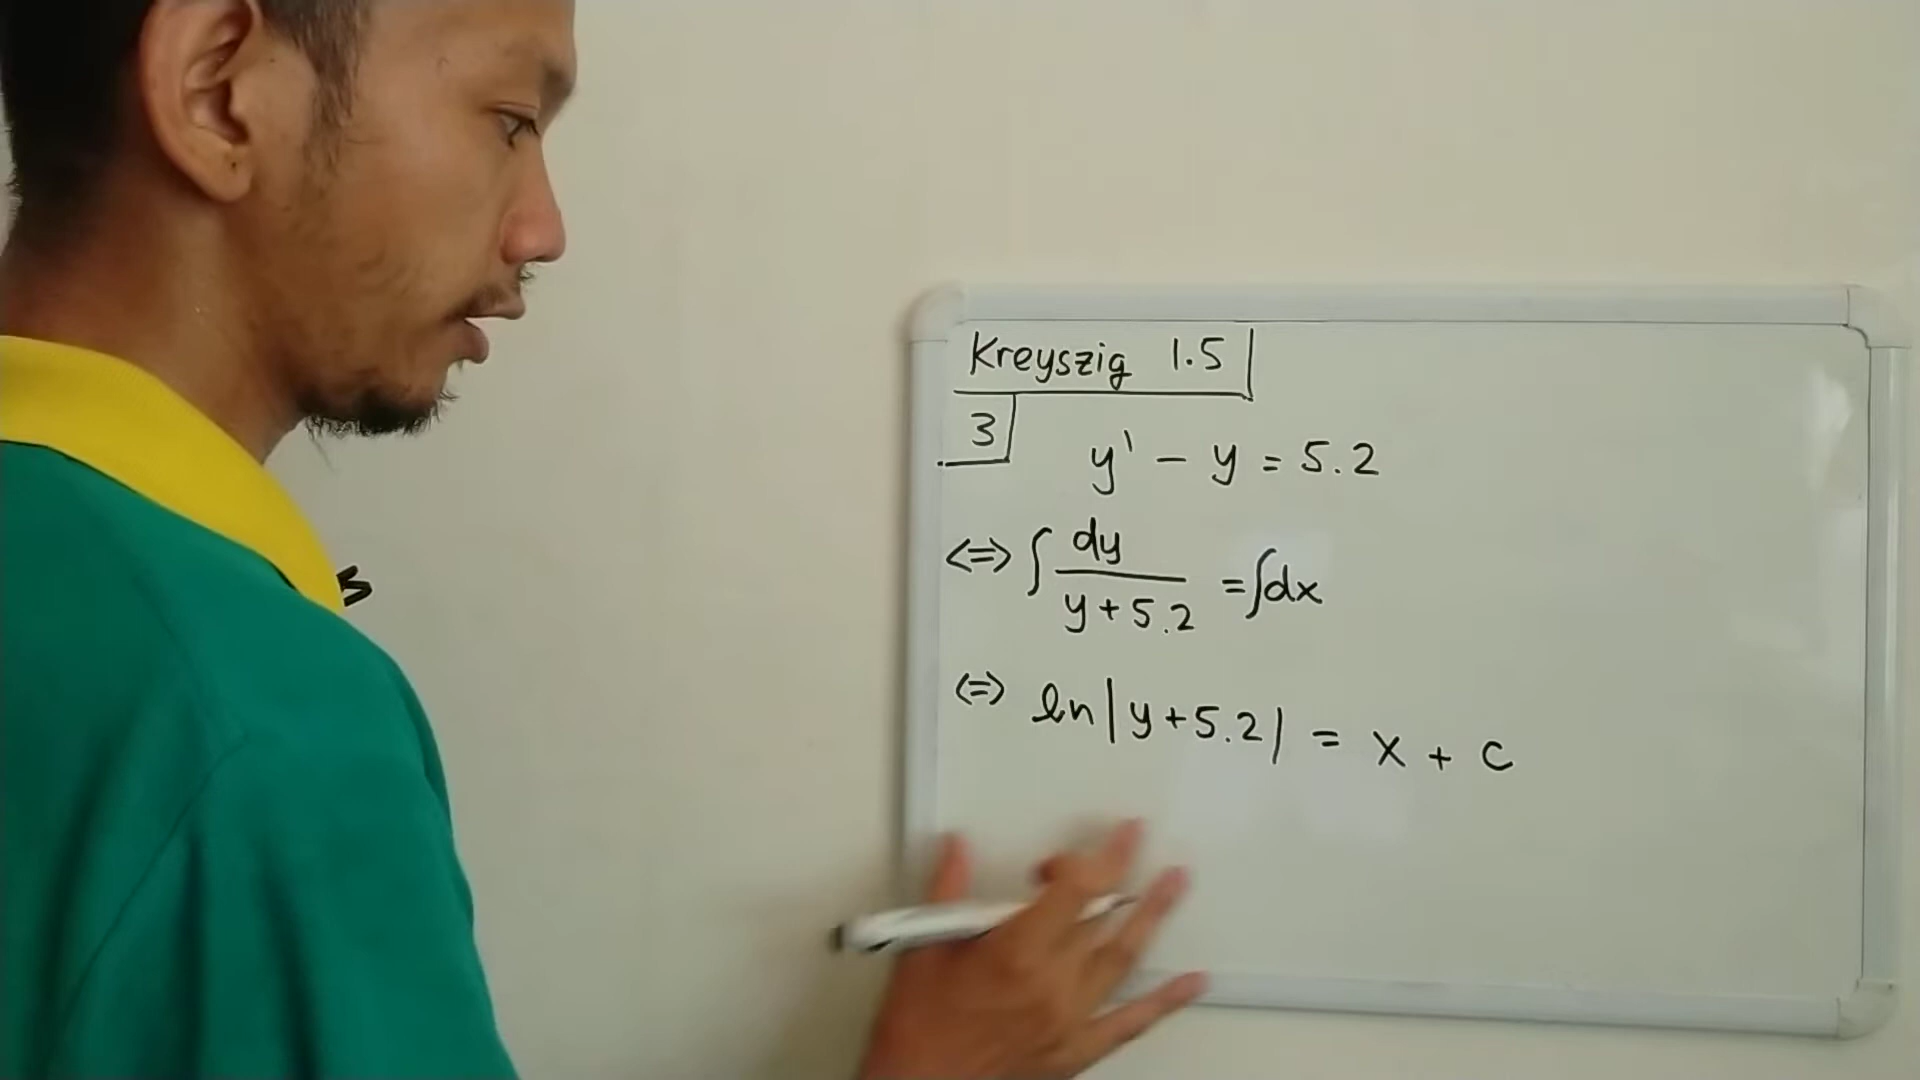 Kreyszig 1.5
3
y' - y = 5.2
<=> ∫ dy/(y+5.2) = ∫dx
<=> ln|y+5.2| = x + c